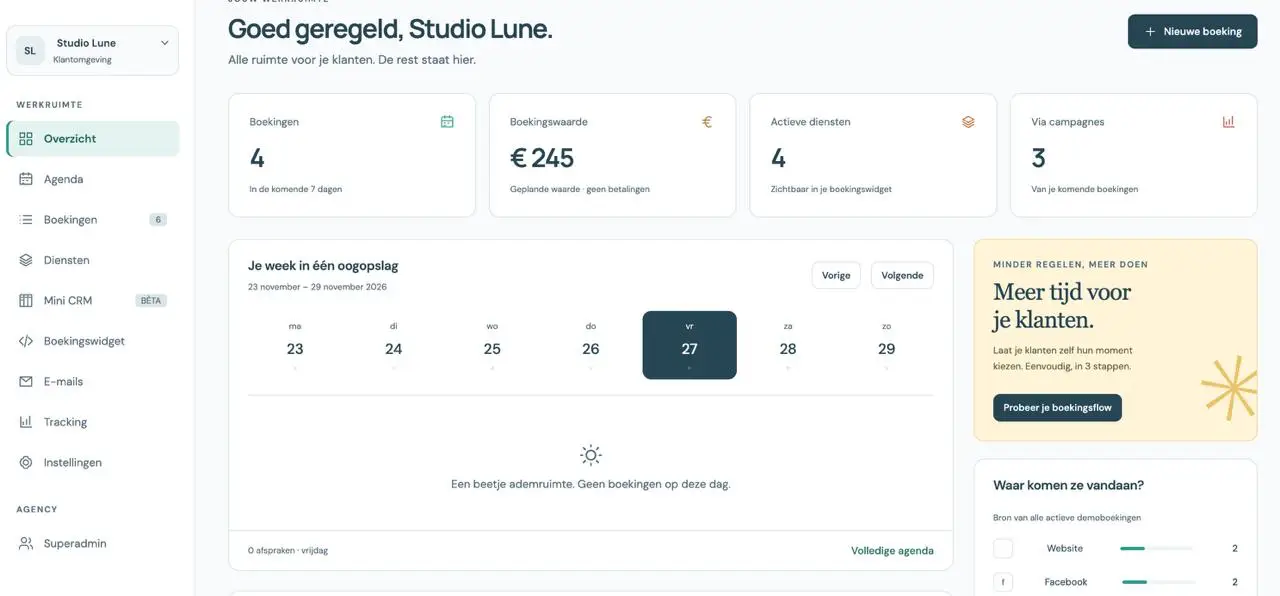 JOUW WERKRUIMTE
Goed geregeld, Studio Lune.
Alle ruimte voor je klanten. De rest staat hier.
+ Nieuwe boeking
SL
Studio Lune
Klantomgeving
WERKRUIMTE
Overzicht
Agenda
Boekingen 6
Diensten
Mini CRM BÈTA
Boekingswidget
E-mails
Tracking
Instellingen
AGENCY
Superadmin
Boekingen
4
In de komende 7 dagen
Boekingswaarde €
€ 245
Geplande waarde · geen betalingen
Actieve diensten
4
Zichtbaar in je boekingswidget
Via campagnes
3
Van je komende boekingen
Je week in één oogopslag
23 november – 29 november 2026
Vorige Volgende
ma di wo do vr za zo
23 24 25 26 27 28 29
Een beetje ademruimte. Geen boekingen op deze dag.
0 afspraken · vrijdag
Volledige agenda
MINDER REGELEN, MEER DOEN
Meer tijd voor
je klanten.
Laat je klanten zelf hun moment
kiezen. Eenvoudig, in 3 stappen.
Probeer je boekingsflow
Waar komen ze vandaan?
Bron van alle actieve demoboekingen
Website 2
f Facebook 2